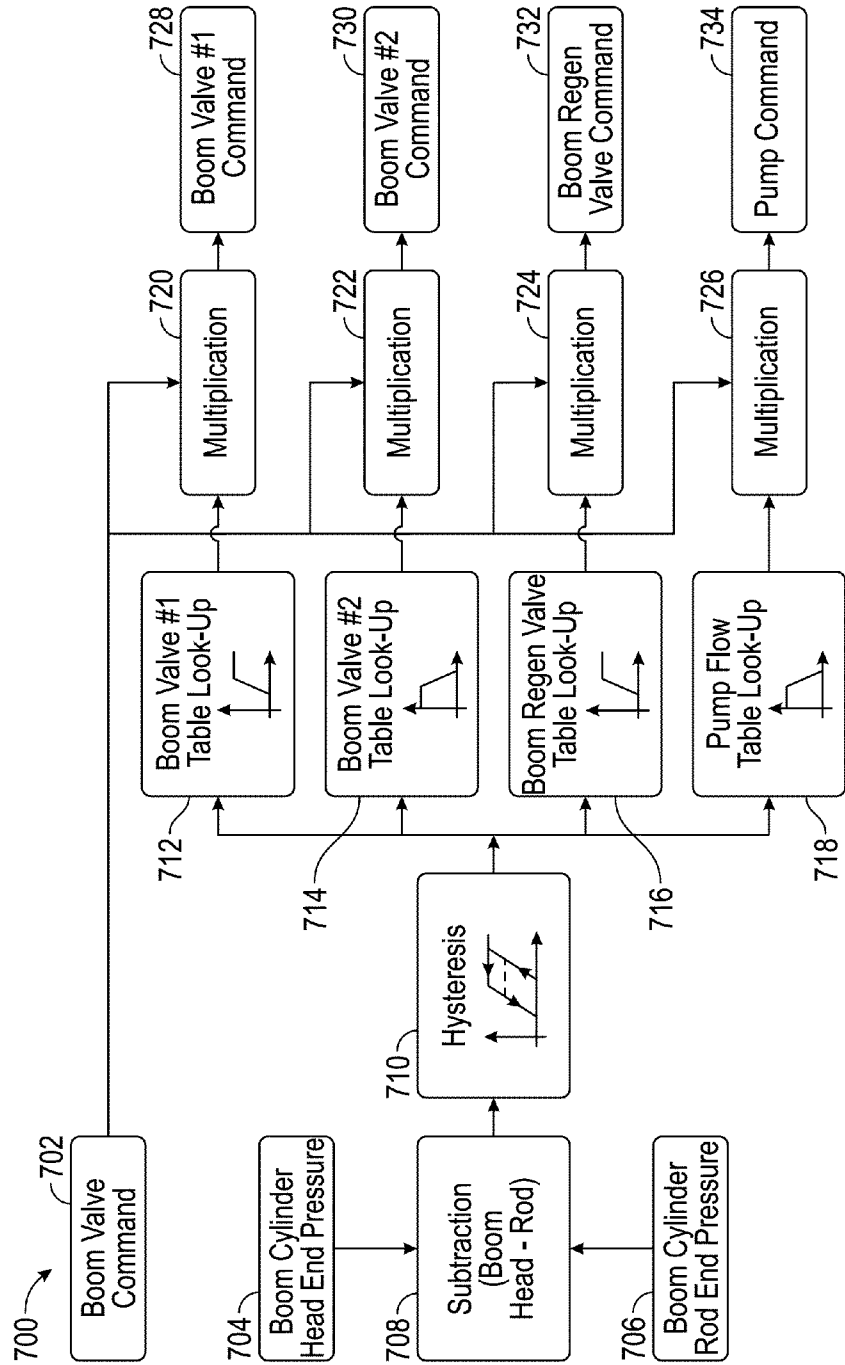 700
702
Boom Valve
Command
704
Boom Cylinder
Head End Pressure
708
Subtraction
(Boom
Head - Rod)
706
Boom Cylinder
Rod End Pressure
710
Hysteresis
712
Boom Valve #1
Table Look-Up
714
Boom Valve #2
Table Look-Up
716
Boom Regen Valve
Table Look-Up
718
Pump Flow
Table Look-Up
720
Multiplication
722
Multiplication
724
Multiplication
726
Multiplication
728
Boom Valve #1
Command
730
Boom Valve #2
Command
732
Boom Regen
Valve Command
734
Pump Command